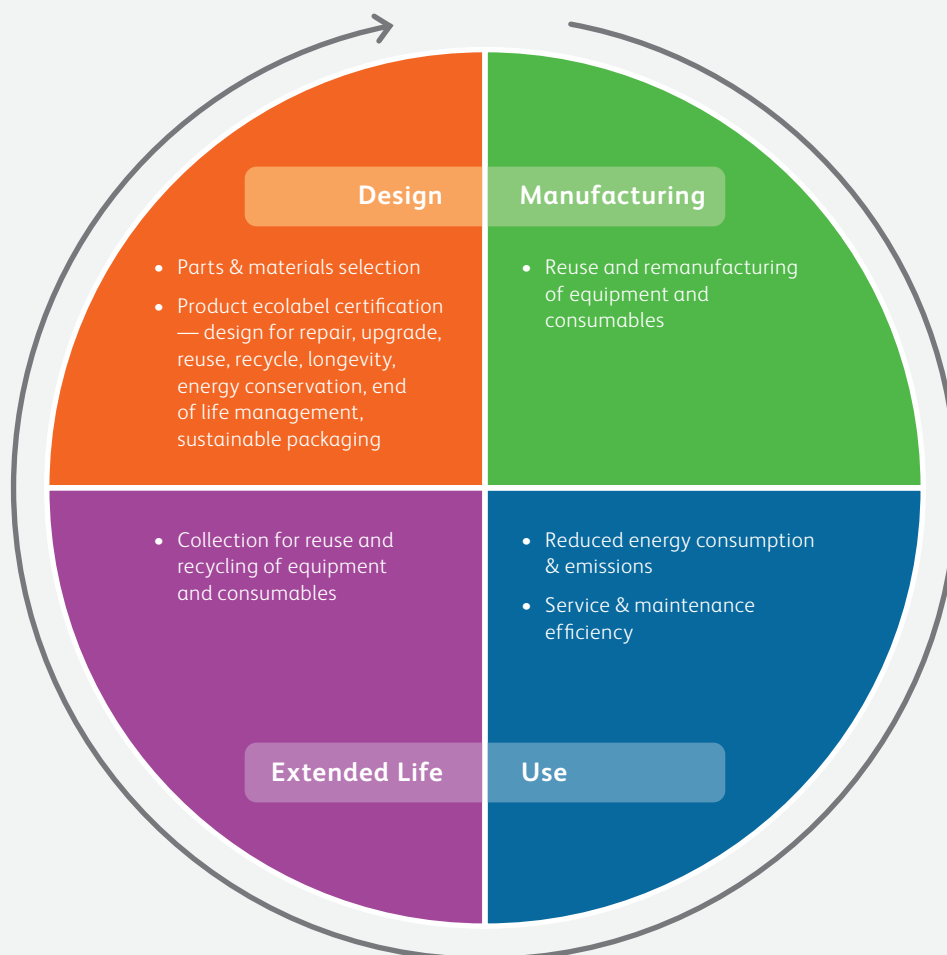 Design
• Parts & materials selection
• Product ecolabel certification
— design for repair, upgrade,
reuse, recycle, longevity,
energy conservation, end
of life management,
sustainable packaging
Manufacturing
• Reuse and remanufacturing
of equipment and
consumables
• Collection for reuse and
recycling of equipment
and consumables
Extended Life
• Reduced energy consumption
& emissions
• Service & maintenance
efficiency
Use